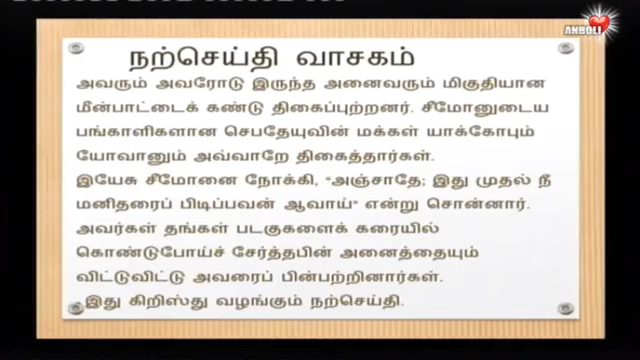 ANBOLI
நற்செய்தி வாசகம்
அவரும் அவரோடு இருந்த அனைவரும் மிகுதியான
மீன்பாட்டைக் கண்டு திகைப்புற்றனர். சீமோனுடைய
பங்காளிகளான செபதேயுவின் மக்கள் யாக்கோபும்
யோவானும் அவ்வாறே திகைத்தார்கள்.
இயேசு சீமோனை நோக்கி, "அஞ்சாதே; இது முதல் நீ
மனிதரைப் பிடிப்பவன் ஆவாய்" என்று சொன்னார்.
அவர்கள் தங்கள் படகுகளைக் கரையில்
கொண்டுபோய்ச் சேர்த்தபின் அனைத்தையும்
விட்டுவிட்டு அவரைப் பின்பற்றினார்கள்.
இது கிறிஸ்து வழங்கும் நற்செய்தி.